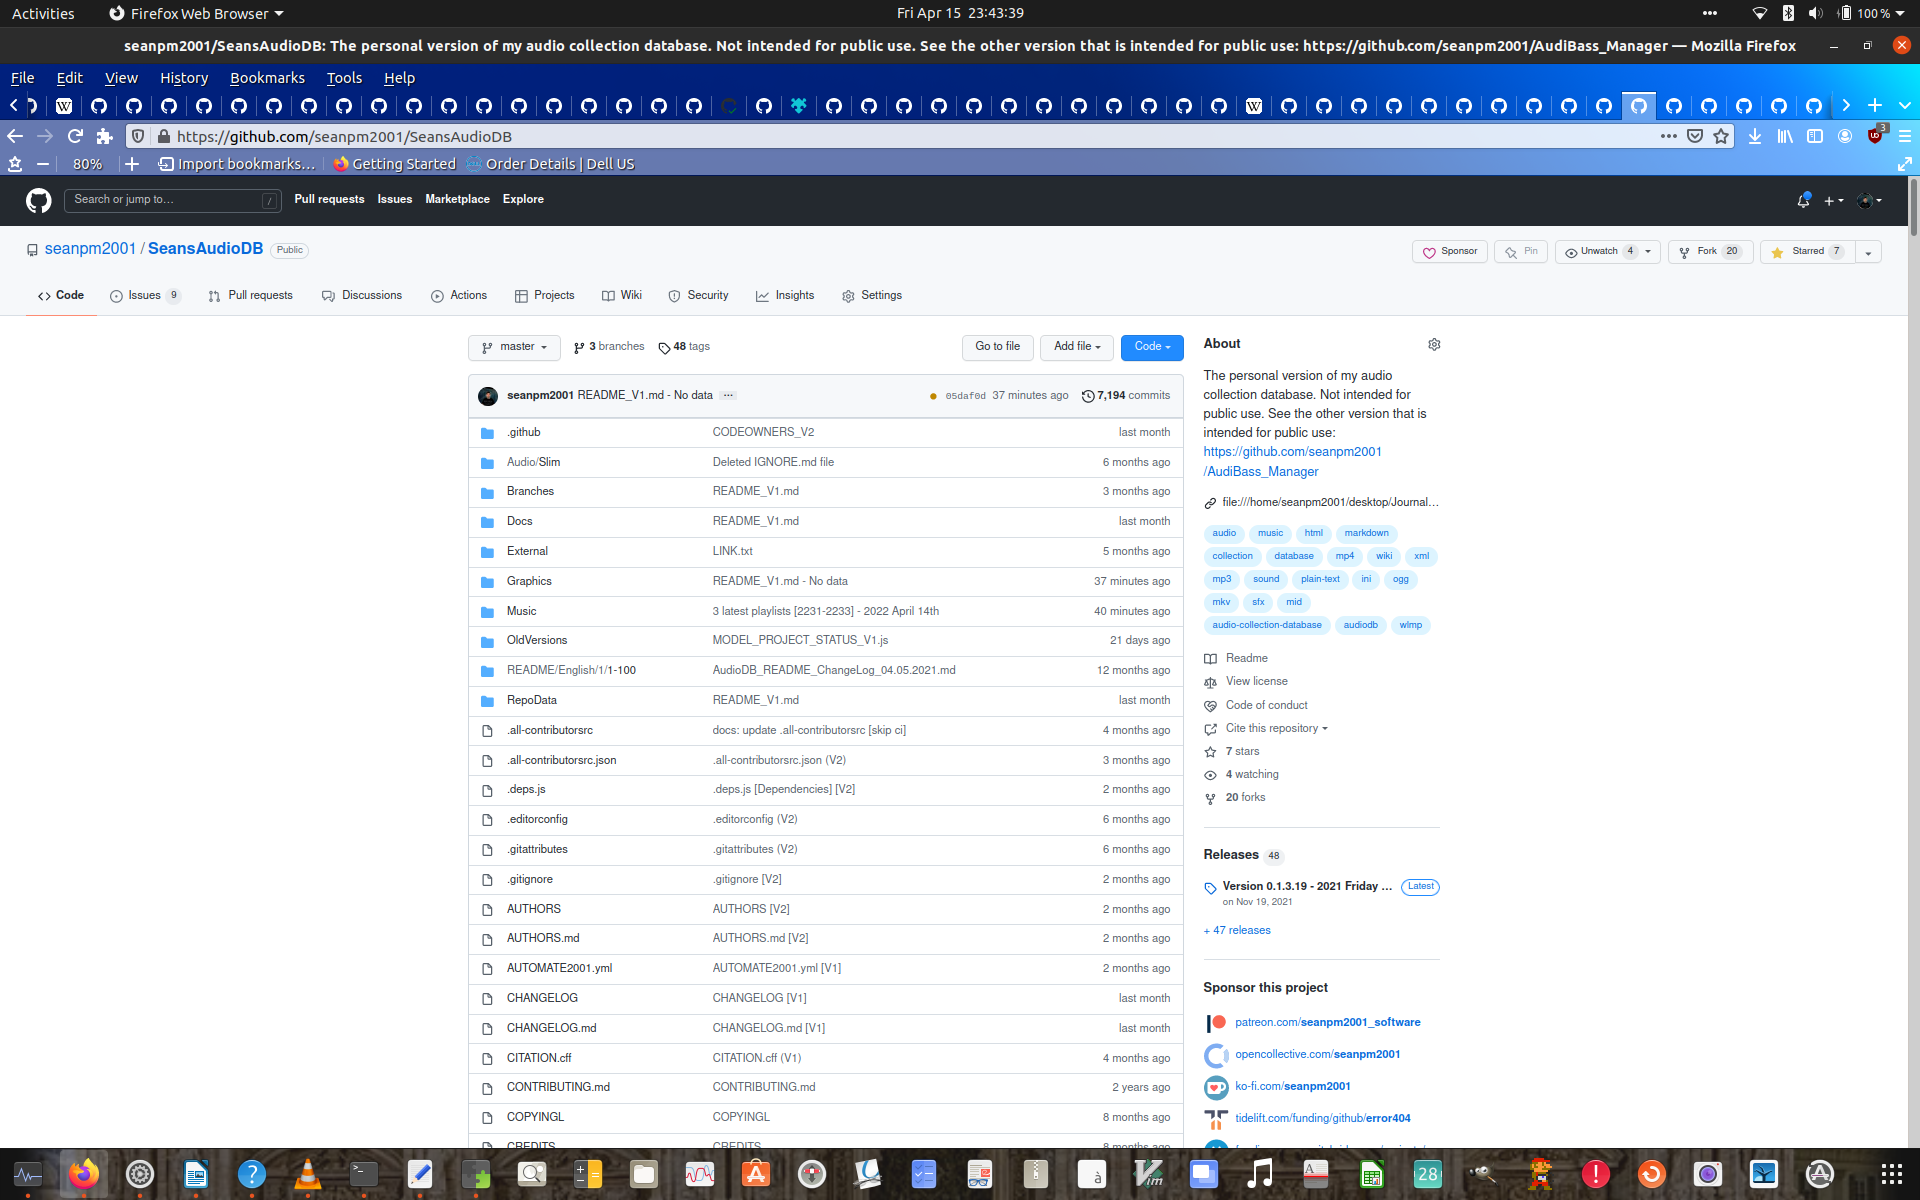 Activities
Firefox Web Browser
Fri Apr 15 23:43:39
100 %
seanpm2001/SeansAudioDB: The personal version of my audio collection database. Not intended for public use. See the other version that is intended for public use: https://github.com/seanpm2001/AudiBass_Manager — Mozilla Firefox
File Edit View History Bookmarks Tools Help
https://github.com/seanpm2001/SeansAudioDB
3
80%
Import bookmarks…
Getting Started
Order Details | Dell US
Search or jump to…
/
Pull requests Issues Marketplace Explore
seanpm2001 / SeansAudioDB Public
Sponsor
Pin
Unwatch 4
Fork 20
Starred 7
Code
Issues 9
Pull requests
Discussions
Actions
Projects
Wiki
Security
Insights
Settings
master
3 branches
48 tags
Go to file
Add file
Code
seanpm2001 README_V1.md - No data ···
05daf0d 37 minutes ago
7,194 commits
.github CODEOWNERS_V2 last month
Audio/Slim Deleted IGNORE.md file 6 months ago
Branches README_V1.md 3 months ago
Docs README_V1.md last month
External LINK.txt 5 months ago
Graphics README_V1.md - No data 37 minutes ago
Music 3 latest playlists [2231-2233] - 2022 April 14th 40 minutes ago
OldVersions MODEL_PROJECT_STATUS_V1.js 21 days ago
README/English/1/1-100 AudioDB_README_ChangeLog_04.05.2021.md 12 months ago
RepoData README_V1.md last month
.all-contributorsrc docs: update .all-contributorsrc [skip ci] 4 months ago
.all-contributorsrc.json .all-contributorsrc.json (V2) 3 months ago
.deps.js .deps.js [Dependencies] [V2] 2 months ago
.editorconfig .editorconfig (V2) 6 months ago
.gitattributes .gitattributes (V2) 6 months ago
.gitignore .gitignore [V2] 2 months ago
AUTHORS AUTHORS [V2] 2 months ago
AUTHORS.md AUTHORS.md [V2] 2 months ago
AUTOMATE2001.yml AUTOMATE2001.yml [V1] 2 months ago
CHANGELOG CHANGELOG [V1] last month
CHANGELOG.md CHANGELOG.md [V1] last month
CITATION.cff CITATION.cff (V1) 4 months ago
CONTRIBUTING.md CONTRIBUTING.md 2 years ago
COPYINGL COPYINGL 8 months ago
CREDITS CREDITS 8 months ago
About
The personal version of my audio
collection database. Not intended for
public use. See the other version that is
intended for public use:
https://github.com/seanpm2001
/AudiBass_Manager
file:///home/seanpm2001/desktop/Journal…
audio music html markdown
collection database mp4 wiki xml
mp3 sound plain-text ini ogg
mkv sfx mid
audio-collection-database audiodb wlmp
Readme
View license
Code of conduct
Cite this repository
7 stars
4 watching
20 forks
Releases 48
Version 0.1.3.19 - 2021 Friday ... Latest
on Nov 19, 2021
+ 47 releases
Sponsor this project
patreon.com/seanpm2001_software
opencollective.com/seanpm2001
ko-fi.com/seanpm2001
tidelift.com/funding/github/error404
28